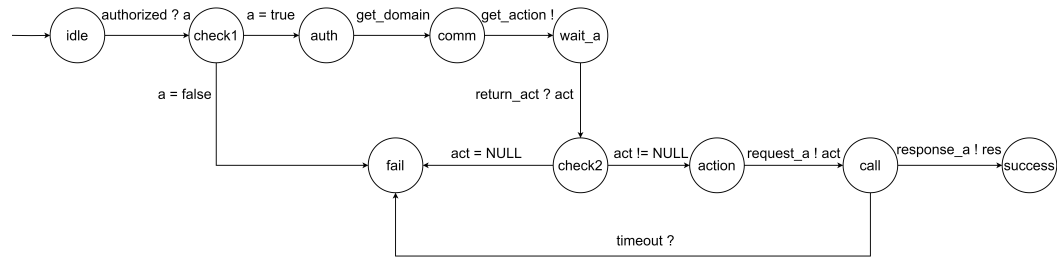 authorized ? a
a = true
get_domain
get_action !
idle
check1
auth
comm
wait_a
a = false
return_act ? act
fail
act = NULL
check2
act != NULL
action
request_a ! act
call
response_a ! res
success
timeout ?